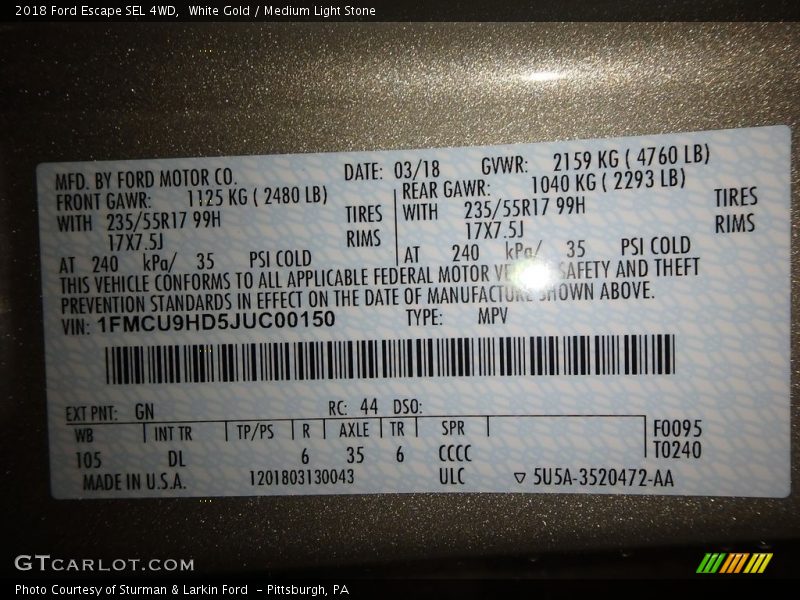 2018 Ford Escape SEL 4WD,  White Gold / Medium Light Stone
MFD. BY FORD MOTOR CO. DATE: 03/18 GVWR: 2159 KG ( 4760 LB)
FRONT GAWR: 1125 KG ( 2480 LB) REAR GAWR: 1040 KG ( 2293 LB)
WITH 235/55R17 99H TIRES WITH 235/55R17 99H TIRES
17X7.5J RIMS 17X7.5J RIMS
AT 240 kPa/ 35 PSI COLD AT 240 kPa/ 35 PSI COLD
THIS VEHICLE CONFORMS TO ALL APPLICABLE FEDERAL MOTOR SAFETY AND THEFT
PREVENTION STANDARDS IN EFFECT ON THE DATE OF MANUFACTURE SHOWN ABOVE.
VIN: 1FMCU9HD5JUC00150 TYPE: MPV
EXT PNT: GN RC: 44 DSO:
WB INT TR TP/PS R AXLE TR SPR F0095
105 DL 6 35 6 CCCC T0240
MADE IN U.S.A. 1201803130043 ULC ▽ 5U5A-3520472-AA
GTCARLOT.COM
Photo Courtesy of Sturman & Larkin Ford  - Pittsburgh, PA